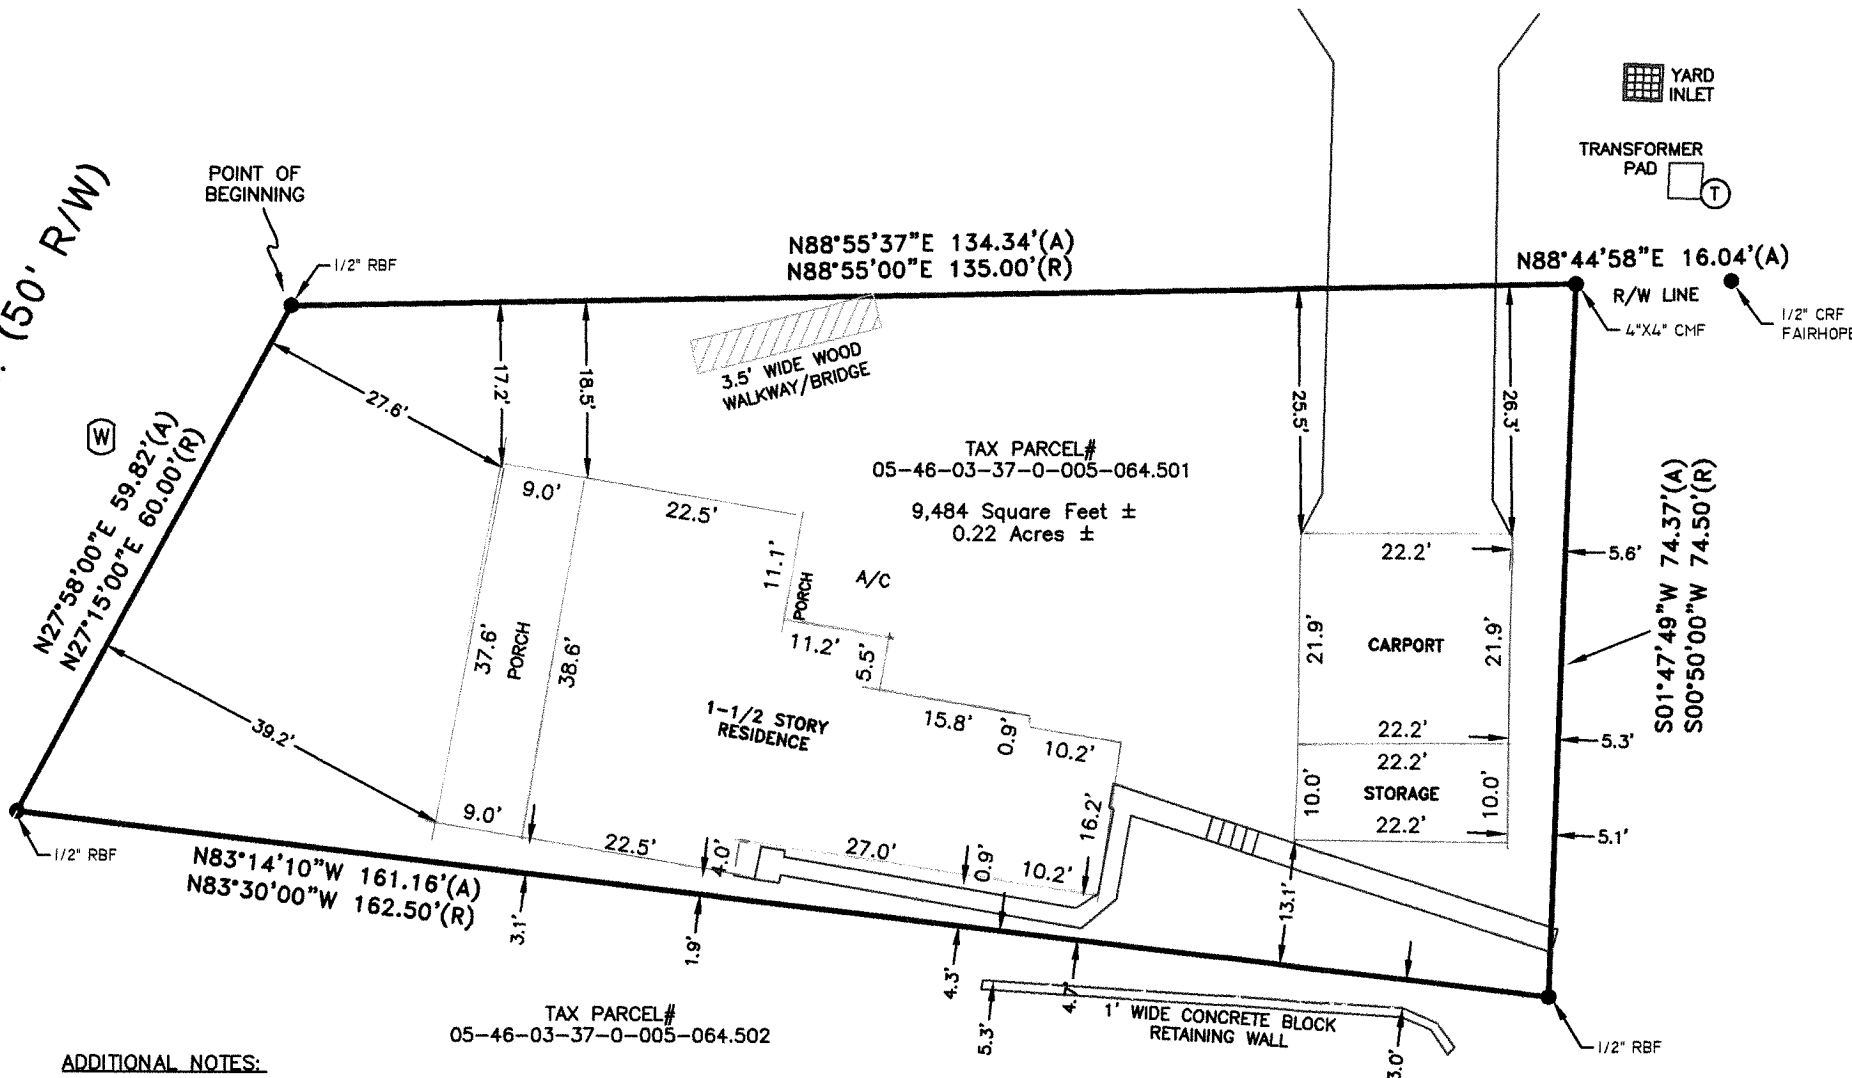 YARD
INLET
TRANSFORMER
PAD
T
(50' R/W)
POINT OF
BEGINNING
1/2" RBF
N88°55'37"E 134.34'(A)
N88°55'00"E 135.00'(R)
N88°44'58"E 16.04'(A)
R/W LINE
4"X4" CMF
1/2" CRF
FAIRHOPE
3.5' WIDE WOOD
WALKWAY/BRIDGE
17.2'
18.5'
25.5'
26.3'
27.6'
W
N27°58'00"E 59.82'(A)
N27°15'00"E 60.00'(R)
TAX PARCEL#
05-46-03-37-0-005-064.501
9,484 Square Feet ±
0.22 Acres ±
9.0'
22.5'
11.1'
PORCH
A/C
11.2'
5.5'
37.6'
PORCH
38.6'
22.2'
5.6'
21.9'
CARPORT
21.9'
S01°47'49"W 74.37'(A)
S00°50'00"W 74.50'(R)
15.8'
0.9'
10.2'
1-1/2 STORY
RESIDENCE
39.2'
22.2'
5.3'
22.2'
10.0'
STORAGE
10.0'
22.2'
5.1'
9.0'
22.5'
4.0'
27.0'
0.9'
10.2'
16.2'
1/2" RBF
N83°14'10"W 161.16'(A)
N83°30'00"W 162.50'(R)
3.1'
1.9'
4.3'
4.7'
13.1'
5.3'
1' WIDE CONCRETE BLOCK
RETAINING WALL
3.0'
1/2" RBF
TAX PARCEL#
05-46-03-37-0-005-064.502
ADDITIONAL NOTES: